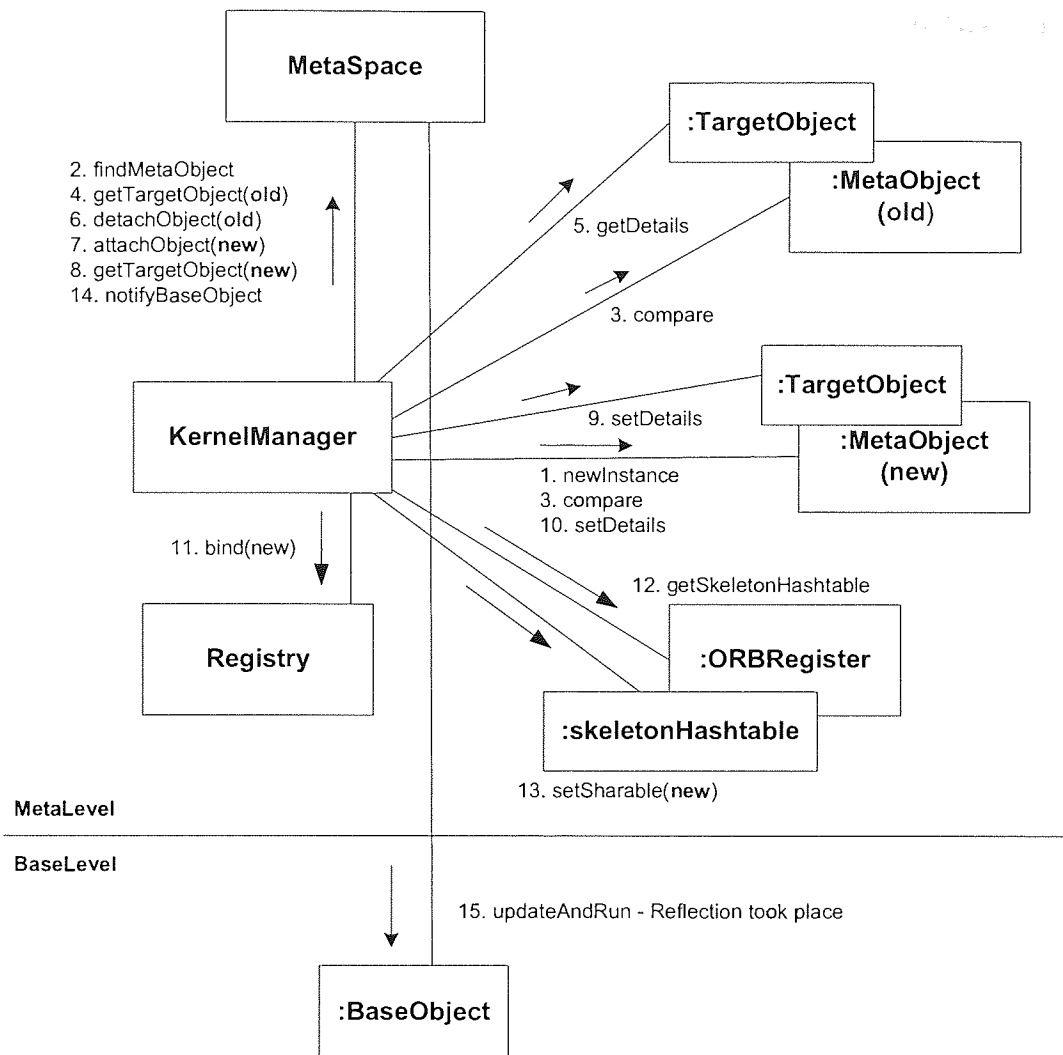 MetaSpace
:TargetObject
:MetaObject
(old)
2. findMetaObject
4. getTargetObject(old)
6. detachObject(old)
7. attachObject(new)
8. getTargetObject(new)
14. notifyBaseObject
5. getDetails
3. compare
:TargetObject
:MetaObject
(new)
KernelManager
9. setDetails
1. newInstance
3. compare
10. setDetails
11. bind(new)
12. getSkeletonHashtable
Registry
:ORBRegister
:skeletonHashtable
13. setSharable(new)
MetaLevel
BaseLevel
15. updateAndRun - Reflection took place
:BaseObject